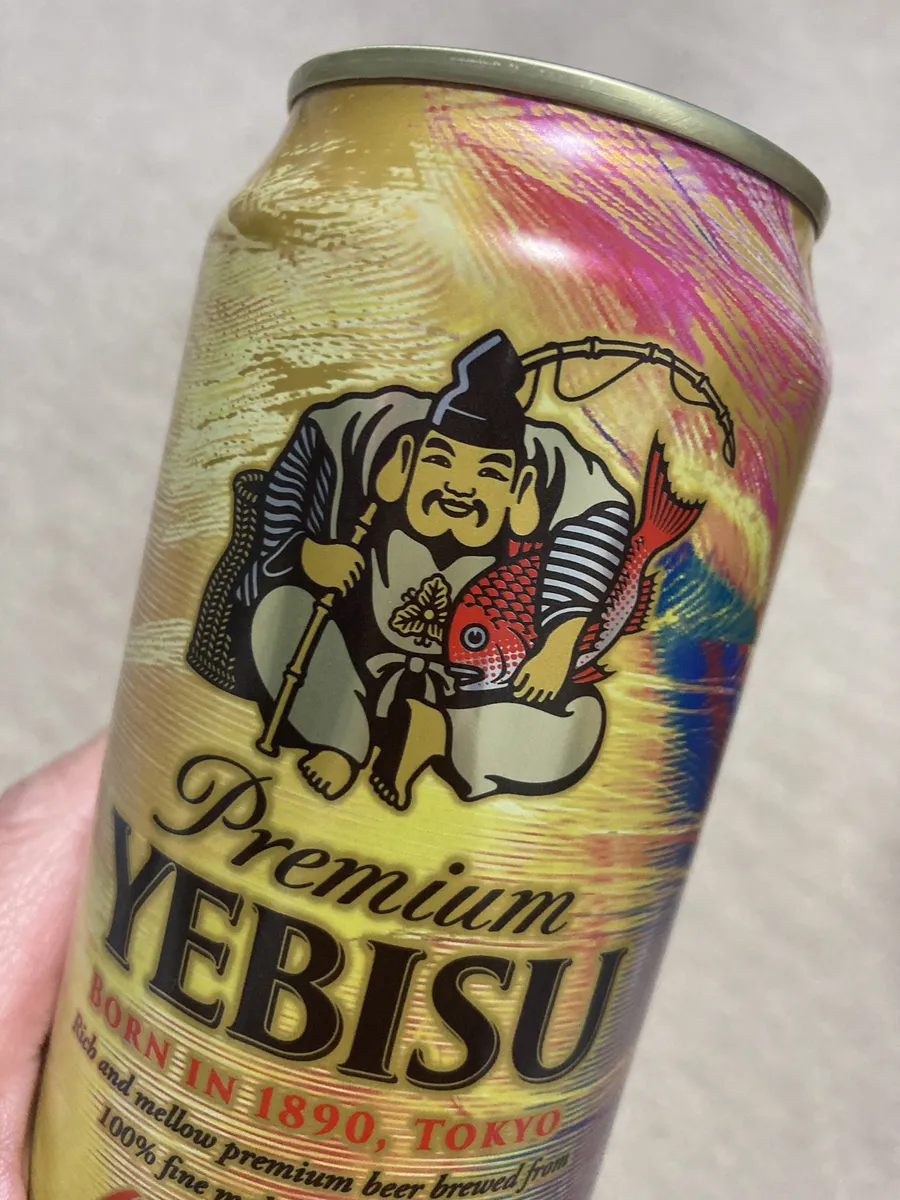 Premium
YEBISU
BORN IN 1890, TOKYO
Rich and mellow premium beer brewed from
100% fine